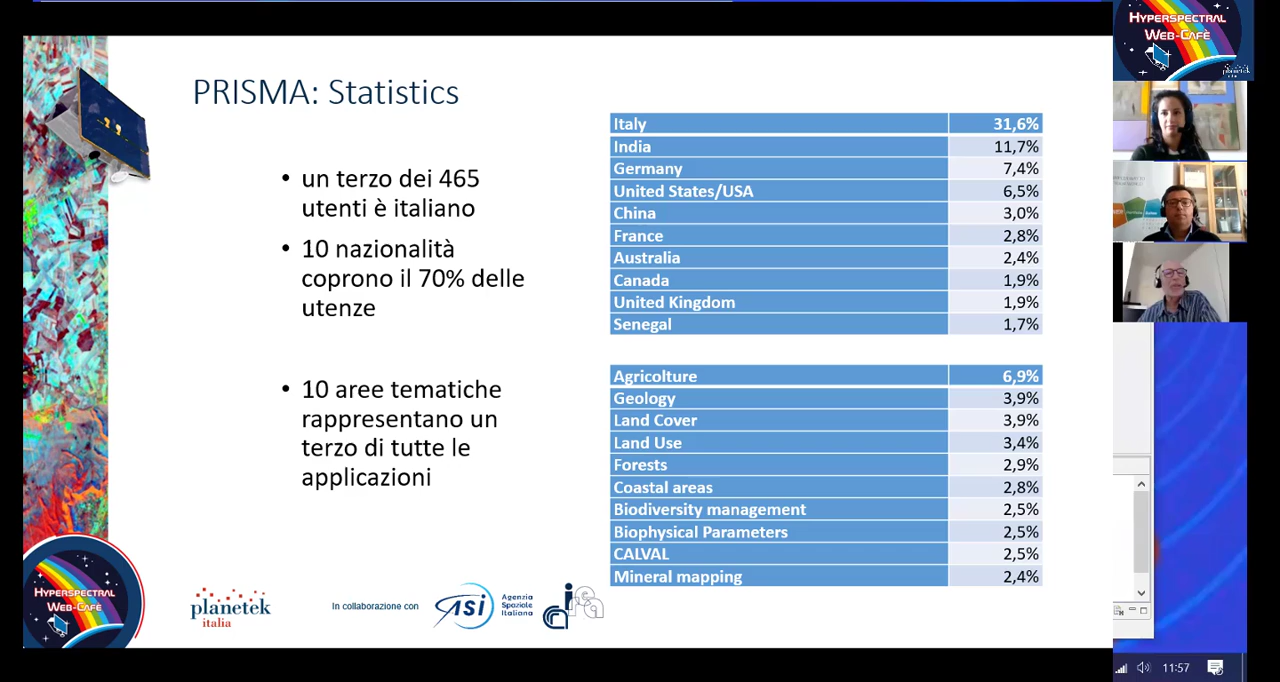 PRISMA: Statistics
• un terzo dei 465
utenti è italiano
• 10 nazionalità
coprono il 70% delle
utenze
• 10 aree tematiche
rappresentano un
terzo di tutte le
applicazioni
Italy 31,6%
India 11,7%
Germany 7,4%
United States/USA 6,5%
China 3,0%
France 2,8%
Australia 2,4%
Canada 1,9%
United Kingdom 1,9%
Senegal 1,7%
Agricolture 6,9%
Geology 3,9%
Land Cover 3,9%
Land Use 3,4%
Forests 2,9%
Coastal areas 2,8%
Biodiversity management 2,5%
Biophysical Parameters 2,5%
CALVAL 2,5%
Mineral mapping 2,4%
Hyperspectral
Web-Cafè
planetek
italia
In collaborazione con
ASI
Agenzia
Spaziale
Italiana
irea
Hyperspectral
Web-Cafè
planetek
11:57